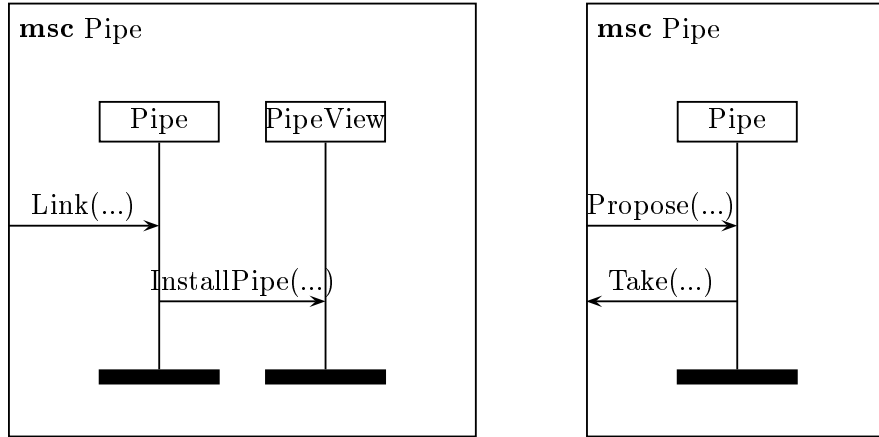 msc Pipe
Pipe PipeView
Link(...)
InstallPipe(...)
msc Pipe
Pipe
Propose(...)
Take(...)